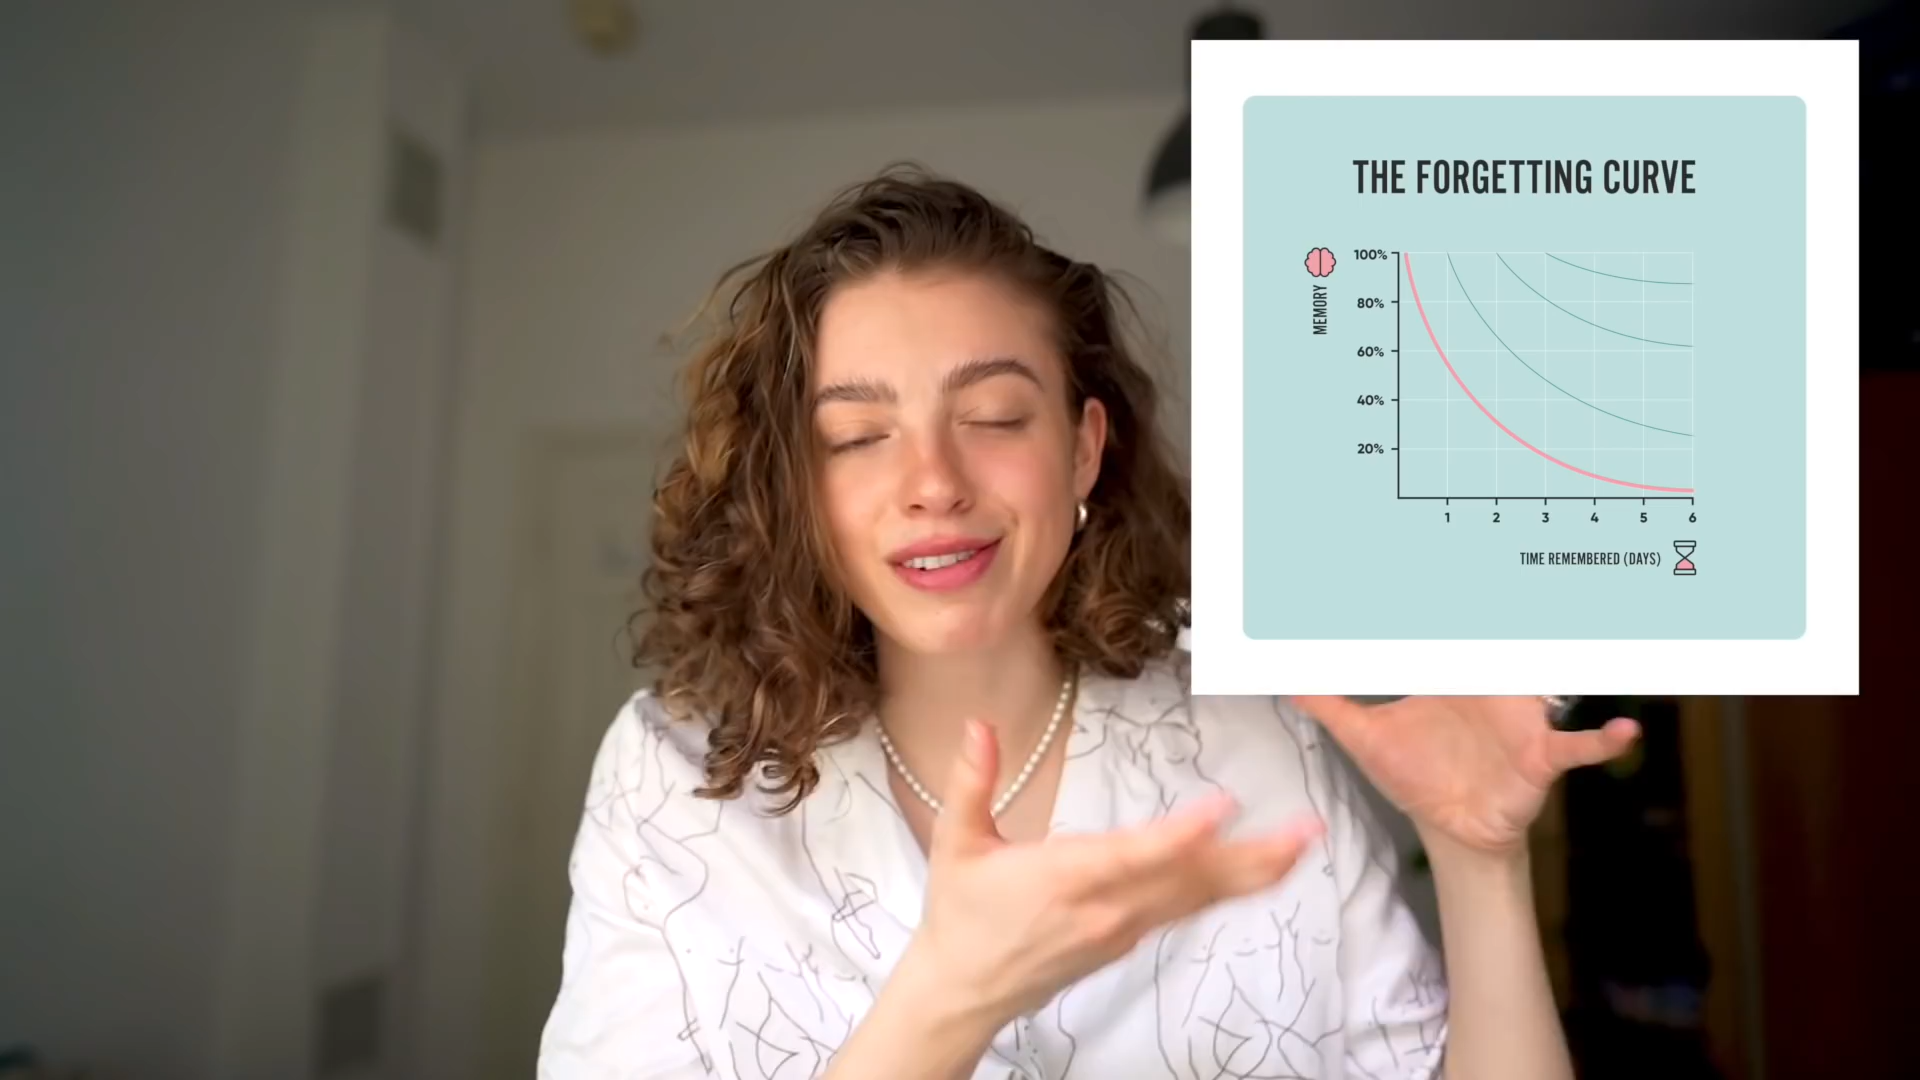 THE FORGETTING CURVE
MEMORY
100%
80%
60%
40%
20%
1 2 3 4 5 6
TIME REMEMBERED (DAYS)